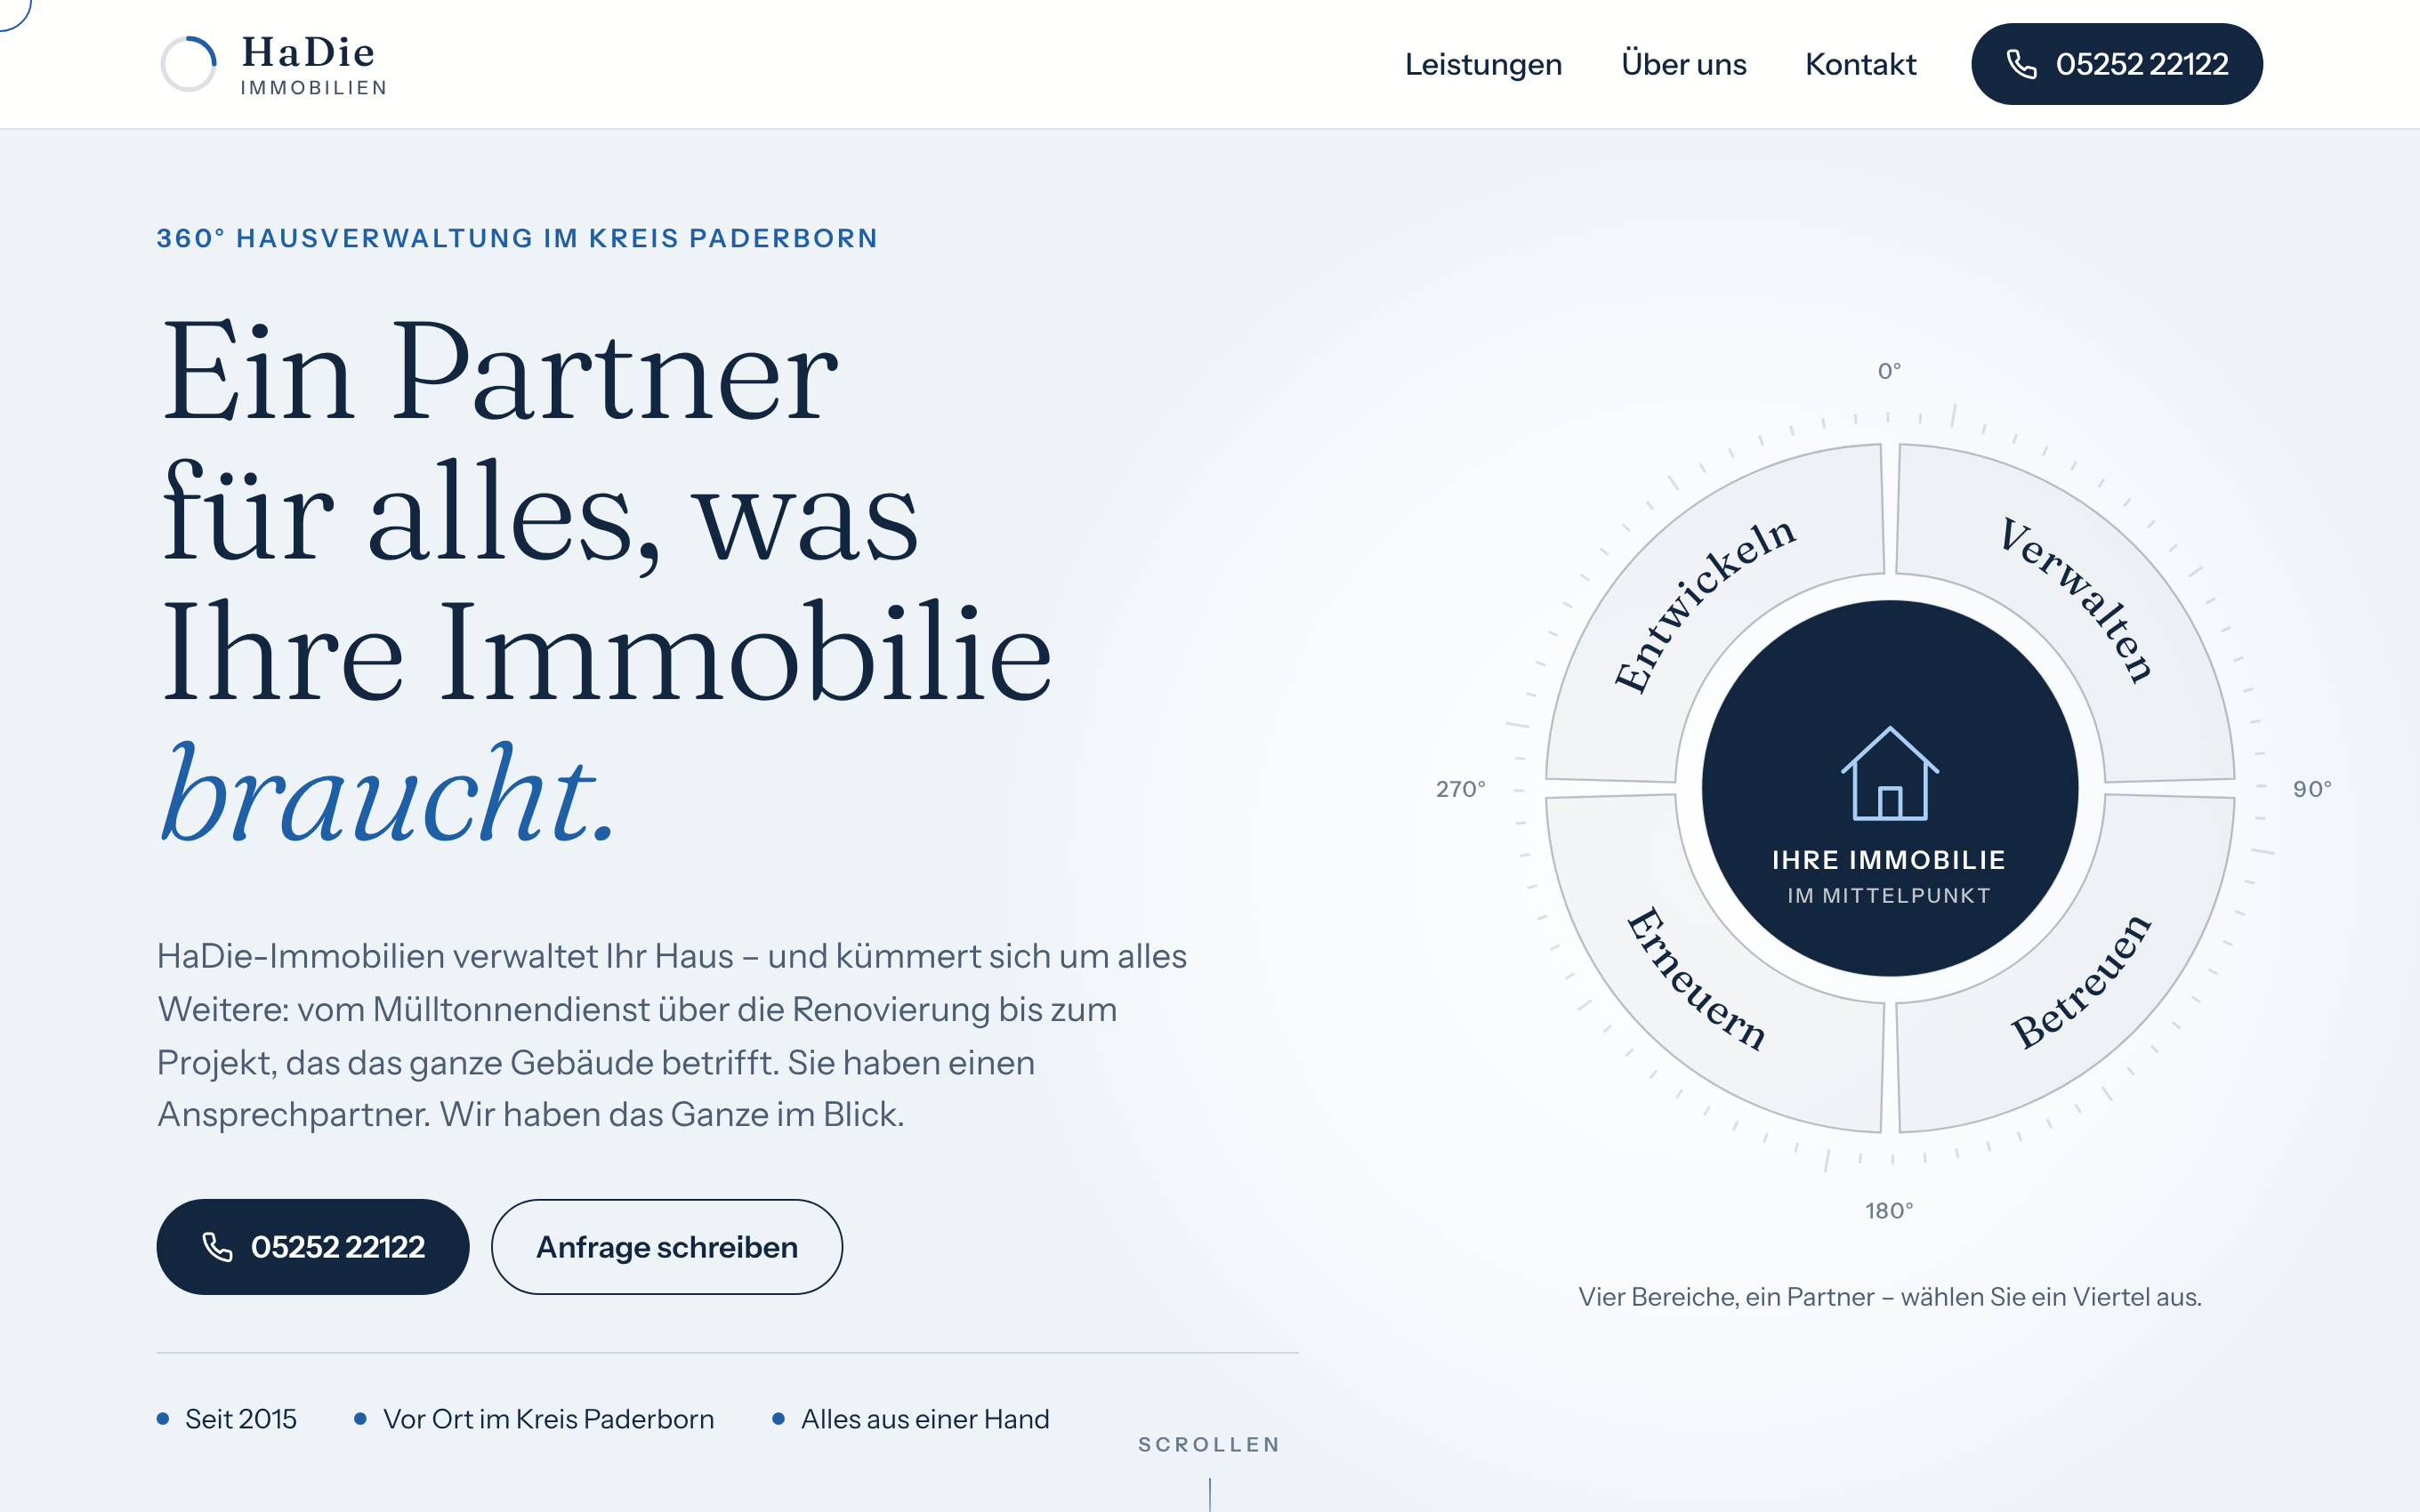 HaDie
IMMOBILIEN
Leistungen
Über uns
Kontakt
05252 22122
360° HAUSVERWALTUNG IM KREIS PADERBORN
Ein Partner
für alles, was
Ihre Immobilie
braucht.
HaDie-Immobilien verwaltet Ihr Haus – und kümmert sich um alles
Weitere: vom Mülltonnendienst über die Renovierung bis zum
Projekt, das das ganze Gebäude betrifft. Sie haben einen
Ansprechpartner. Wir haben das Ganze im Blick.
05252 22122
Anfrage schreiben
Seit 2015
Vor Ort im Kreis Paderborn
Alles aus einer Hand
SCROLLEN
0°
Entwickeln
Verwalten
270°
90°
IHRE IMMOBILIE
IM MITTELPUNKT
Erneuern
Betreuen
180°
Vier Bereiche, ein Partner – wählen Sie ein Viertel aus.